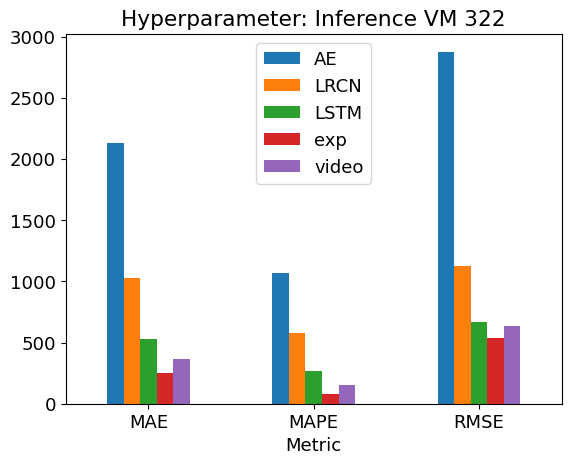 Hyperparameter: Inference VM 322
3000
2500
2000
1500
1000
500
0
AE
LRCN
LSTM
exp
video
MAE MAPE RMSE
Metric